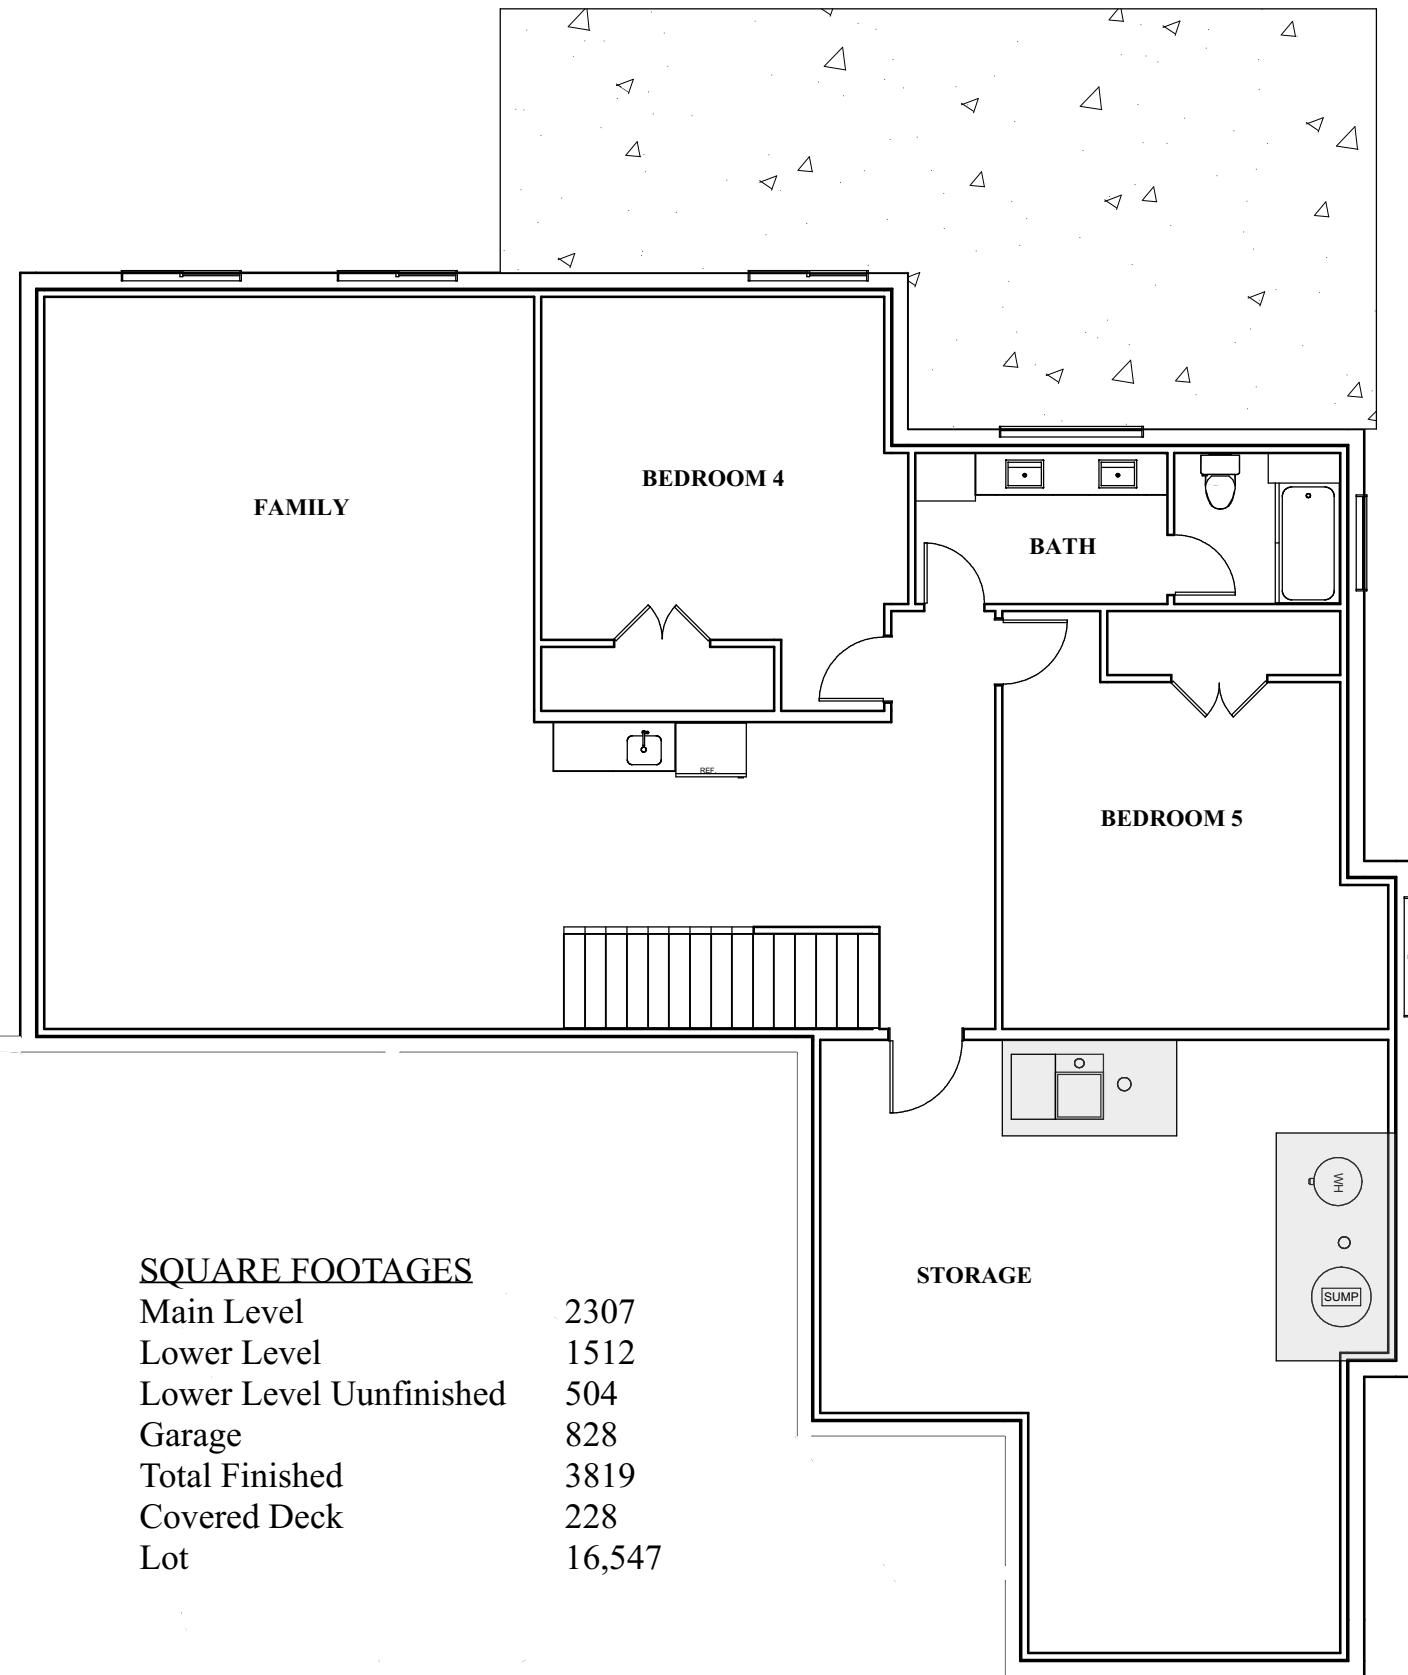 FAMILY
BEDROOM 4
BATH
REF.
BEDROOM 5
WH
STORAGE
SUMP
SQUARE FOOTAGES
Main Level 2307
Lower Level 1512
Lower Level Uunfinished 504
Garage 828
Total Finished 3819
Covered Deck 228
Lot 16,547